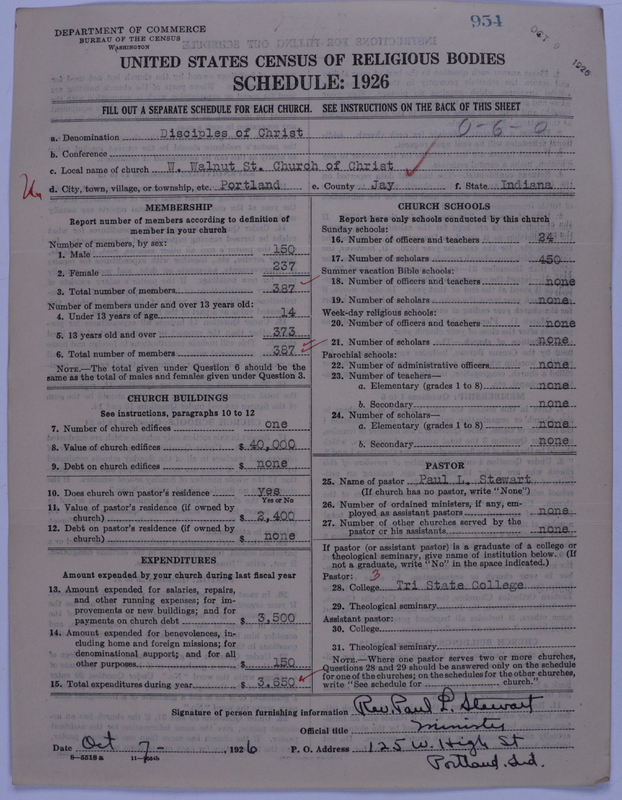 954
OCT 9 1926
DEPARTMENT OF COMMERCE
BUREAU OF THE CENSUS
WASHINGTON
UNITED STATES CENSUS OF RELIGIOUS BODIES
SCHEDULE: 1926
FILL OUT A SEPARATE SCHEDULE FOR EACH CHURCH. SEE INSTRUCTIONS ON THE BACK OF THIS SHEET
a. Denomination Disciples of Christ 0-6-0
b. Conference
c. Local name of church W. Walnut St. Church of Christ
d. City, town, village, or township, etc. Portland e. County Jay f. State Indiana
MEMBERSHIP
Report number of members according to definition of
member in your church
Number of members, by sex:
1. Male 150
2. Female 237
3. Total number of members 387
Number of members under and over 13 years old:
4. Under 13 years of age 14
5. 13 years old and over 373
6. Total number of members 387
NOTE.—The total given under Question 6 should be
same as the total of males and females given under Question 3.
CHURCH BUILDINGS
See instructions, paragraphs 10 to 12
7. Number of church edifices one
8. Value of church edifices $ 40,000
9. Debt on church edifices $ none
10. Does church own pastor's residence yes
Yes or No
11. Value of pastor's residence (if owned by
church) $ 2,400
12. Debt on pastor's residence (if owned by
church) $ none
EXPENDITURES
Amount expended by your church during last fiscal year
13. Amount expended for salaries, repairs,
and other running expenses; for im-
provements or new buildings; and for
payments on church debt $ 3,500
14. Amount expended for benevolences, in-
cluding home and foreign missions; for
denominational support; and for all
other purposes $ 150
15. Total expenditures during year $ 3,650
CHURCH SCHOOLS
Report here only schools conducted by this church
Sunday schools:
16. Number of officers and teachers 24
17. Number of scholars 450
Summer vacation Bible schools:
18. Number of officers and teachers none
19. Number of scholars none
Week-day religious schools:
20. Number of officers and teachers none
21. Number of scholars none
Parochial schools:
22. Number of administrative officers none
23. Number of teachers—
a. Elementary (grades 1 to 8) none
b. Secondary none
24. Number of scholars—
a. Elementary (grades 1 to 8) none
b. Secondary none
PASTOR
25. Name of pastor Paul L. Stewart
(If church has no pastor, write "None")
26. Number of ordained ministers, if any, em-
ployed as assistant pastors none
27. Number of other churches served by the
pastor or his assistants none
If pastor (or assistant pastor) is a graduate of a college or
theological seminary, give name of institution below. (If
not a graduate, write "No" in the space indicated.)
Pastor: 3
28. College Tri State College
29. Theological seminary
Assistant pastor:
30. College
31. Theological seminary
NOTE.—Where one pastor serves two or more churches,
Questions 28 and 29 should be answered only on the schedule
for one of the churches; on the schedules for the other churches,
write "See schedule for church."
Signature of person furnishing information Rev. Paul L. Stewart
Official title Minister
Date Oct 7-, 1926 P. O. Address 125 W. High St
Portland. Ind.
8-5518a